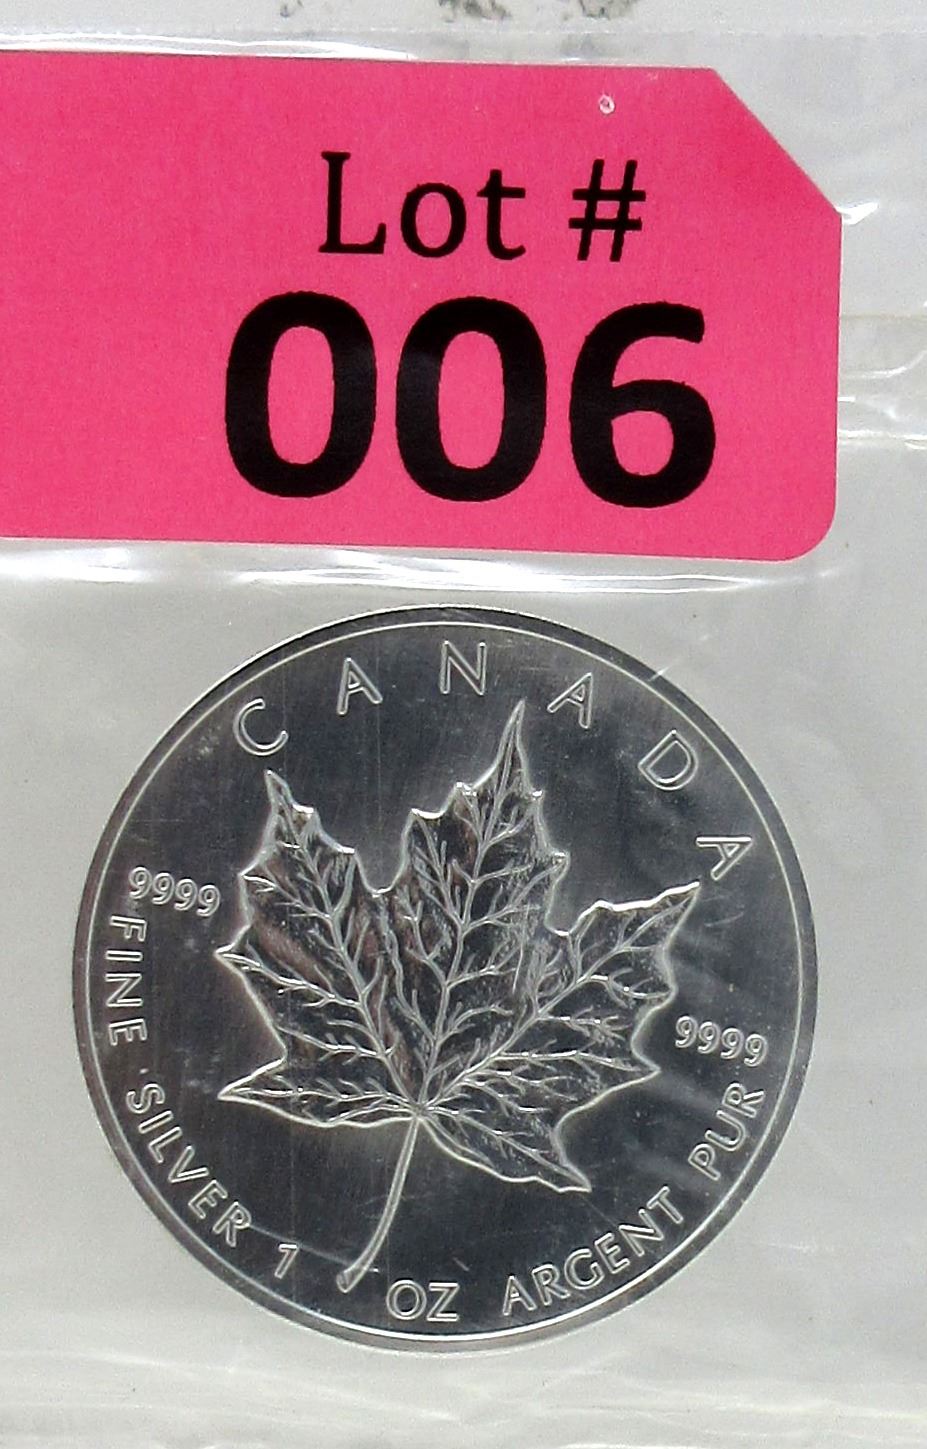 Lot #
006
CANADA
9999
9999
FINE SILVER 1 OZ ARGENT PUR